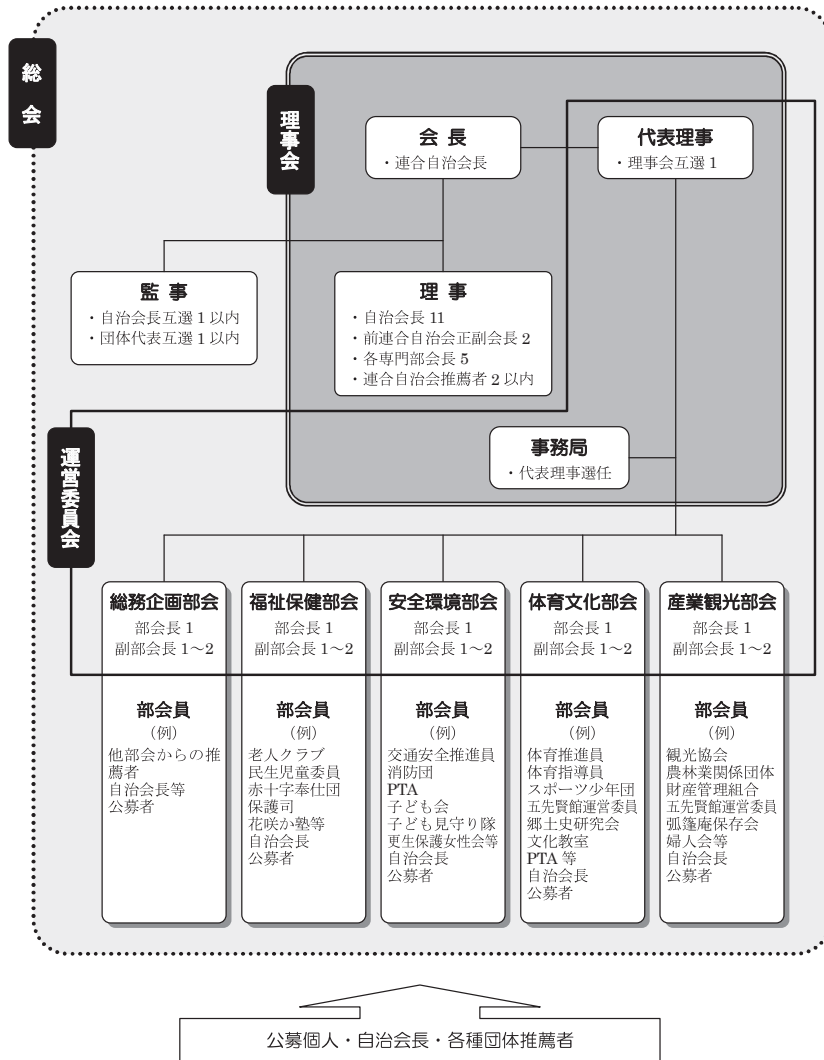 総会
理事会
会長
・連合自治会長
代表理事
・理事会互選 1
監事
・自治会長互選 1 以内
・団体代表互選 1 以内
理事
・自治会長 11
・前連合自治会正副会長 2
・各専門部会長 5
・連合自治会推薦者 2 以内
運営委員会
事務局
・代表理事選任
総務企画部会
部会長 1
副部会長 1～2
部会員
（例）
他部会からの推
薦者
自治会長等
公募者
福祉保健部会
部会長 1
副部会長 1～2
部会員
（例）
老人クラブ
民生児童委員
赤十字奉仕団
保護司
花咲か塾等
自治会長
公募者
安全環境部会
部会長 1
副部会長 1～2
部会員
（例）
交通安全推進員
消防団
PTA
子ども会
子ども見守り隊
更生保護女性会等
自治会長
公募者
体育文化部会
部会長 1
副部会長 1～2
部会員
（例）
体育推進員
体育指導員
スポーツ少年団
五先賢館運営委員
郷土史研究会
文化教室
PTA 等
自治会長
公募者
産業観光部会
部会長 1
副部会長 1～2
部会員
（例）
観光協会
農林業関係団体
財産管理組合
五先賢館運営委員
弧篷庵保存会
婦人会等
自治会長
公募者
公募個人・自治会長・各種団体推薦者